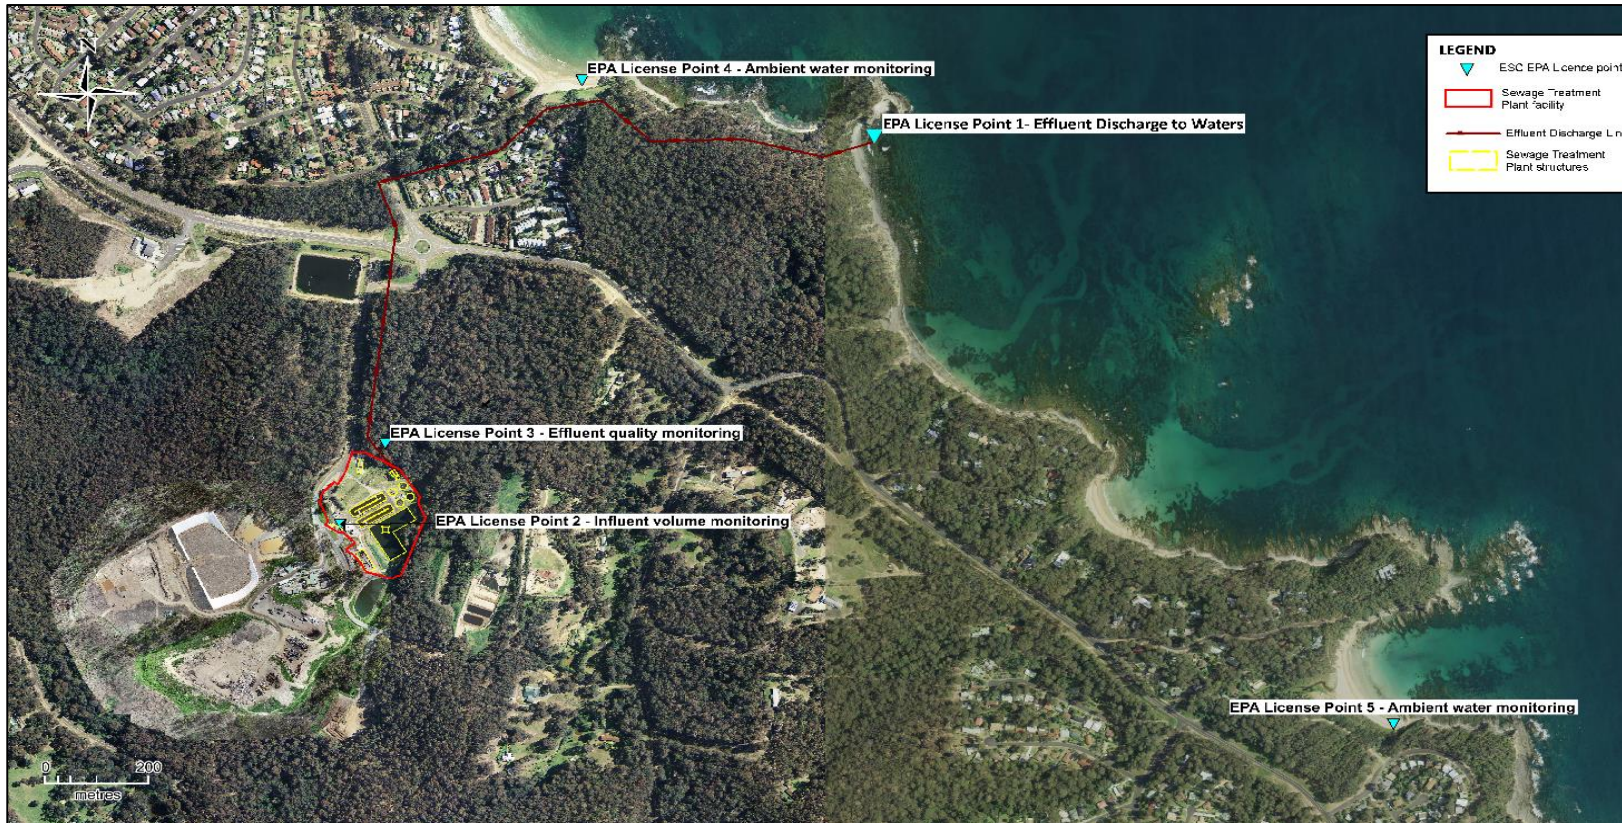 N
EPA License Point 4 - Ambient water monitoring
EPA License Point 1- Effluent Discharge to Waters
LEGEND
ESC EPA Licence point
Sewage Treatment
Plant facility
Effluent Discharge Lin
Sewage Treatment
Plant structures
EPA License Point 3 - Effluent quality monitoring
EPA License Point 2 - Influent volume monitoring
EPA License Point 5 - Ambient water monitoring
0 200
metres